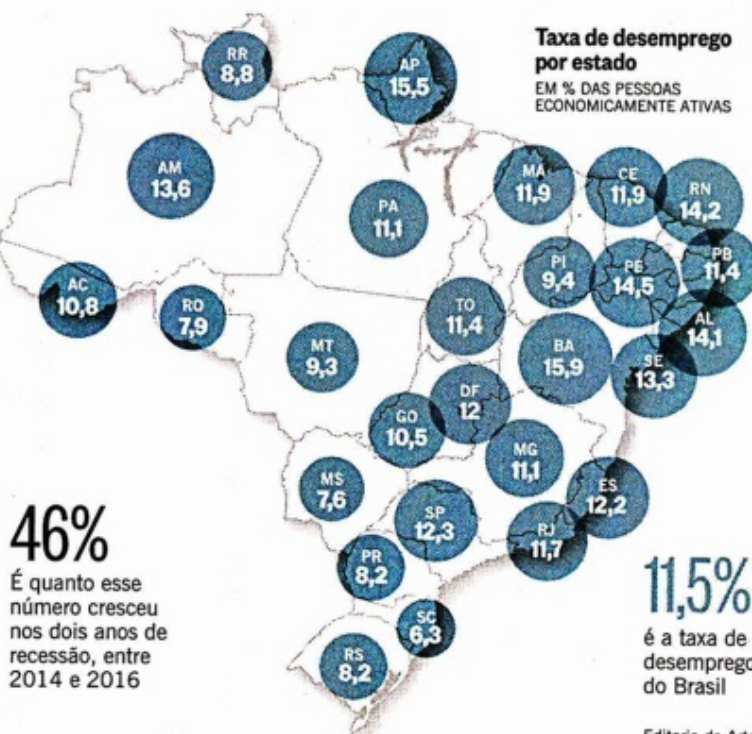 Taxa de desemprego
por estado
EM % DAS PESSOAS
ECONOMICAMENTE ATIVAS
RR
8,8
AP
15,5
AM
13,6
PA
11,1
MA
11,9
CE
11,9
RN
14,2
PI
9,4
PE
14,5
PB
11,4
AC
10,8
RO
7,9
TO
11,4
AL
14,1
MT
9,3
BA
15,9
SE
13,3
DF
12
GO
10,5
MG
11,1
MS
7,6
ES
12,2
SP
12,3
RJ
11,7
PR
8,2
SC
6,3
RS
8,2
46%
É quanto esse
número cresceu
nos dois anos de
recessão, entre
2014 e 2016
11,5%
é a taxa de
desemprego
do Brasil